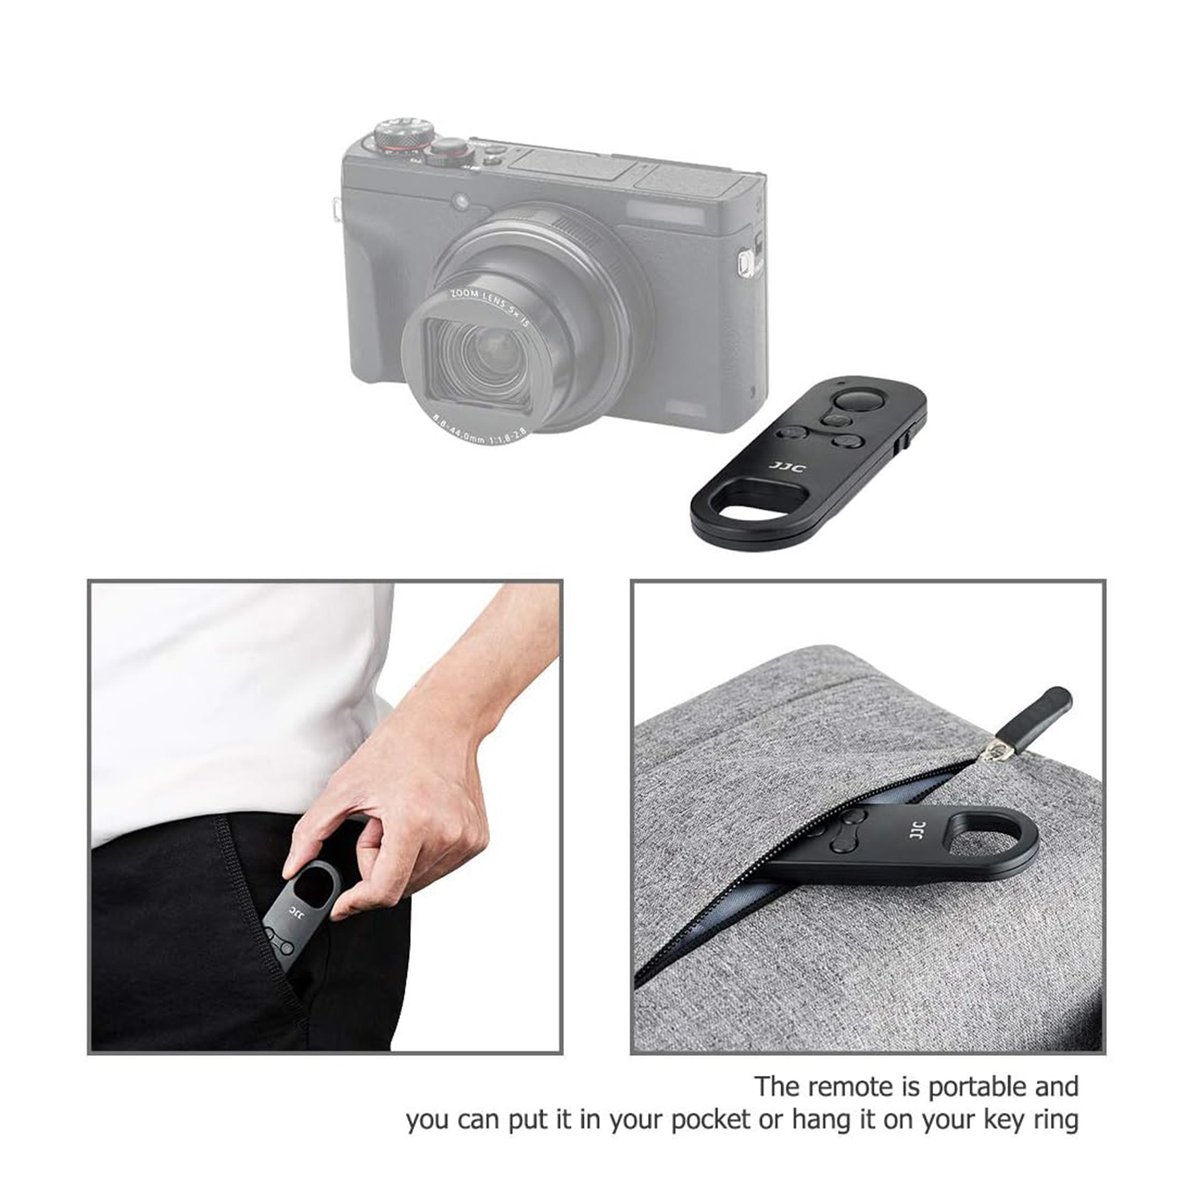 ZOOM LENS 5x IS
8.8-44.0mm 1:1.8-2.8
JJC
JJC
JJC
The remote is portable and
you can put it in your pocket or hang it on your key ring